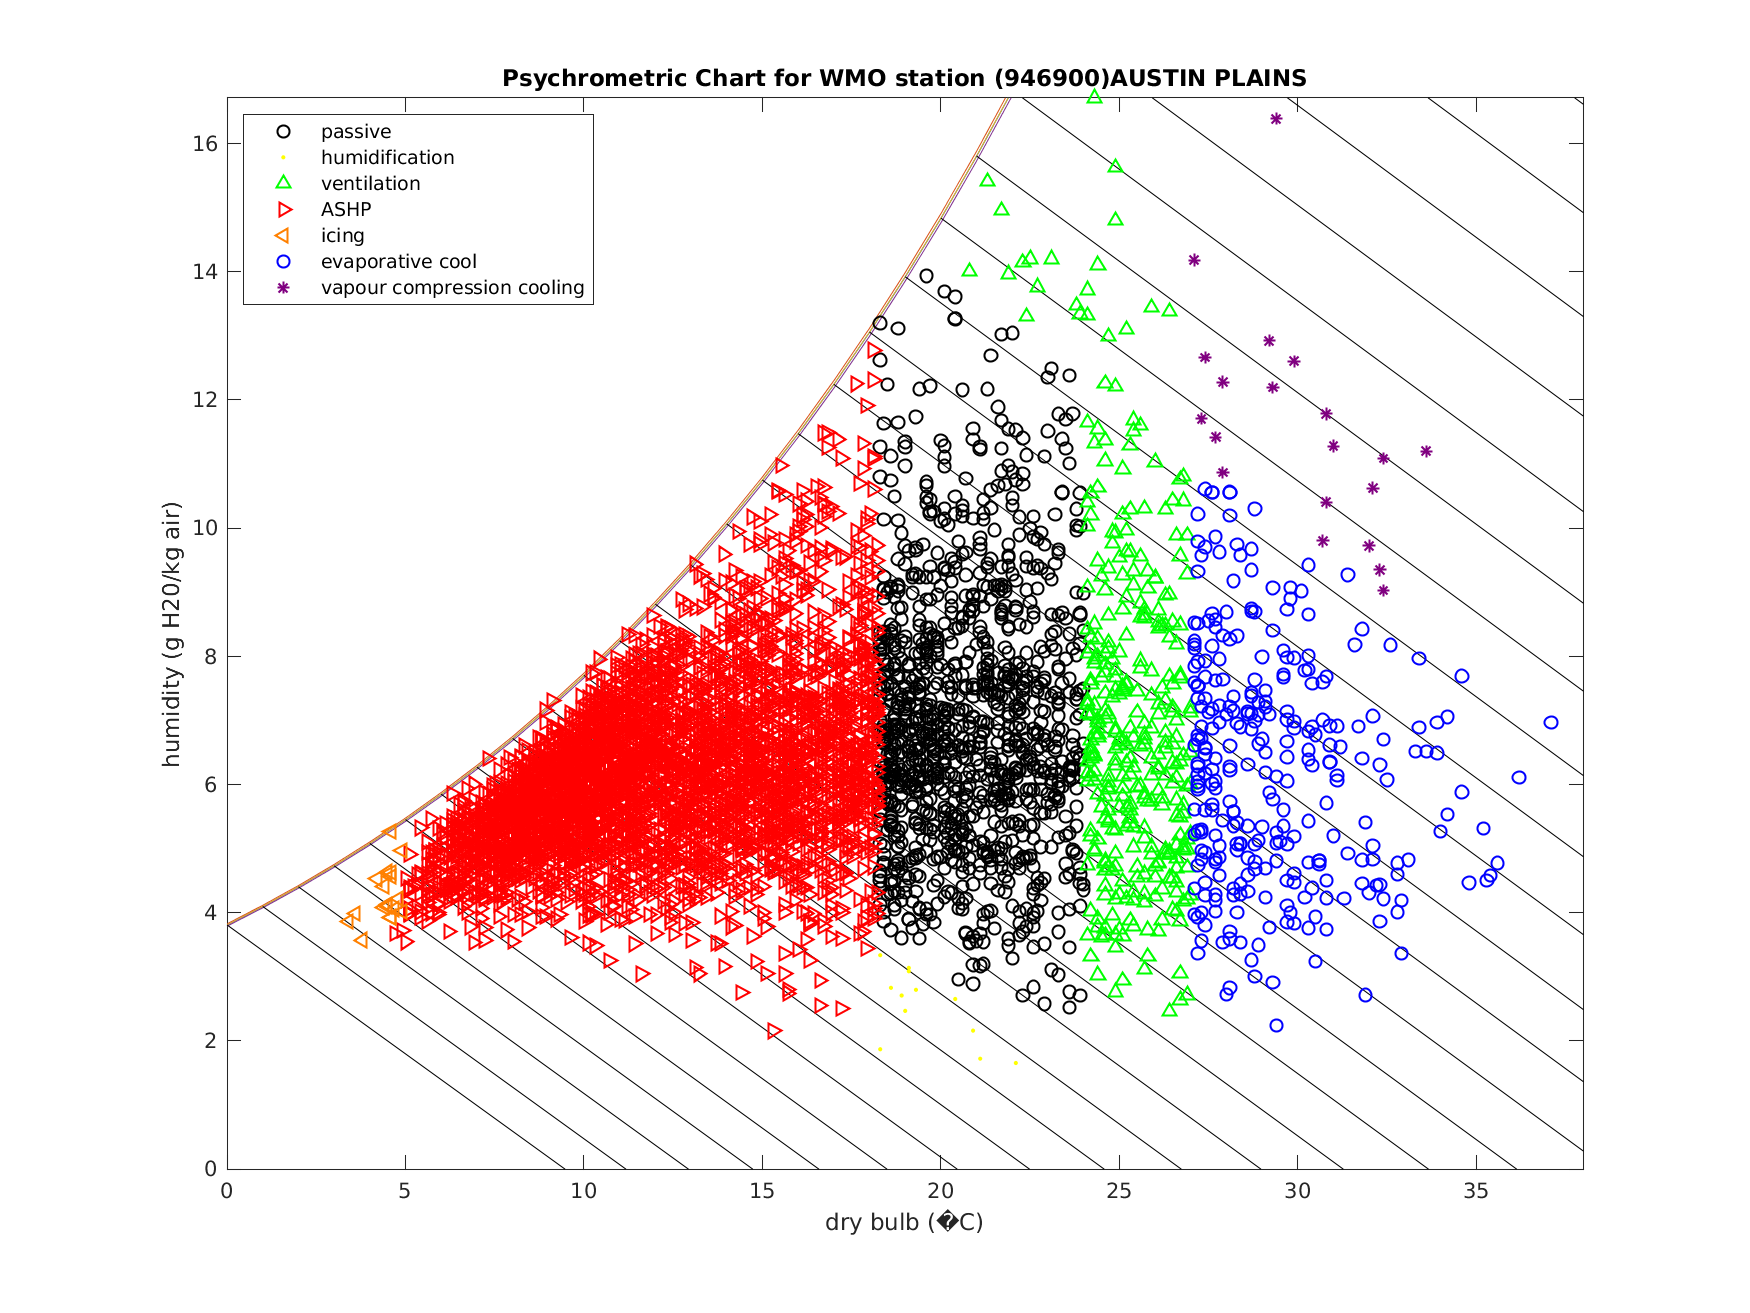 Psychrometric Chart for WMO station (946900)AUSTIN PLAINS
passive
humidification
ventilation
ASHP
icing
evaporative cool
vapour compression cooling
humidity (g H20/kg air)
16
14
12
10
8
6
4
2
0
0 5 10 15 20 25 30 35
dry bulb (�C)